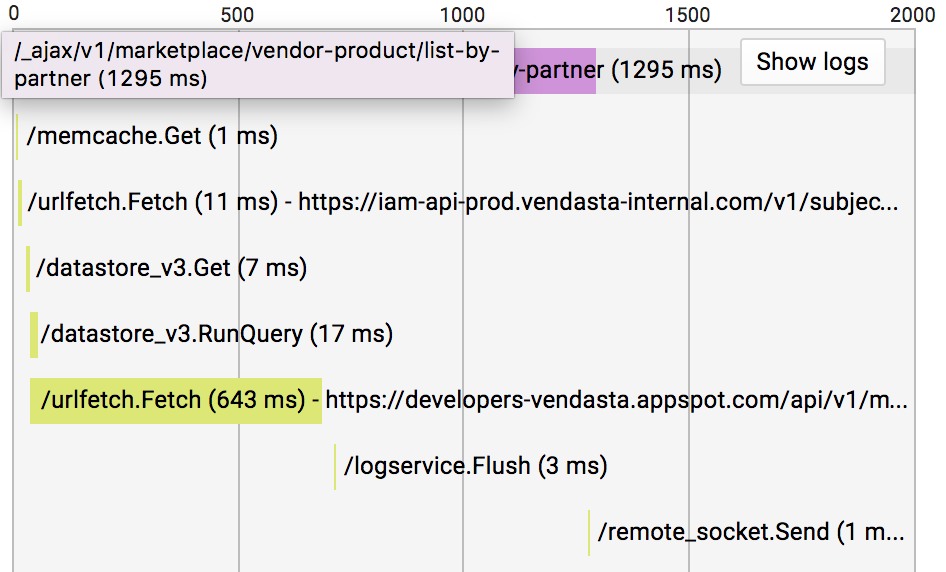 0 500 1000 1500 2000
/_ajax/v1/marketplace/vendor-product/list-by-
partner (1295 ms)
-partner (1295 ms)
Show logs
/memcache.Get (1 ms)
/urlfetch.Fetch (11 ms) - https://iam-api-prod.vendasta-internal.com/v1/subjec...
/datastore_v3.Get (7 ms)
/datastore_v3.RunQuery (17 ms)
/urlfetch.Fetch (643 ms) - https://developers-vendasta.appspot.com/api/v1/m...
/logservice.Flush (3 ms)
/remote_socket.Send (1 m...